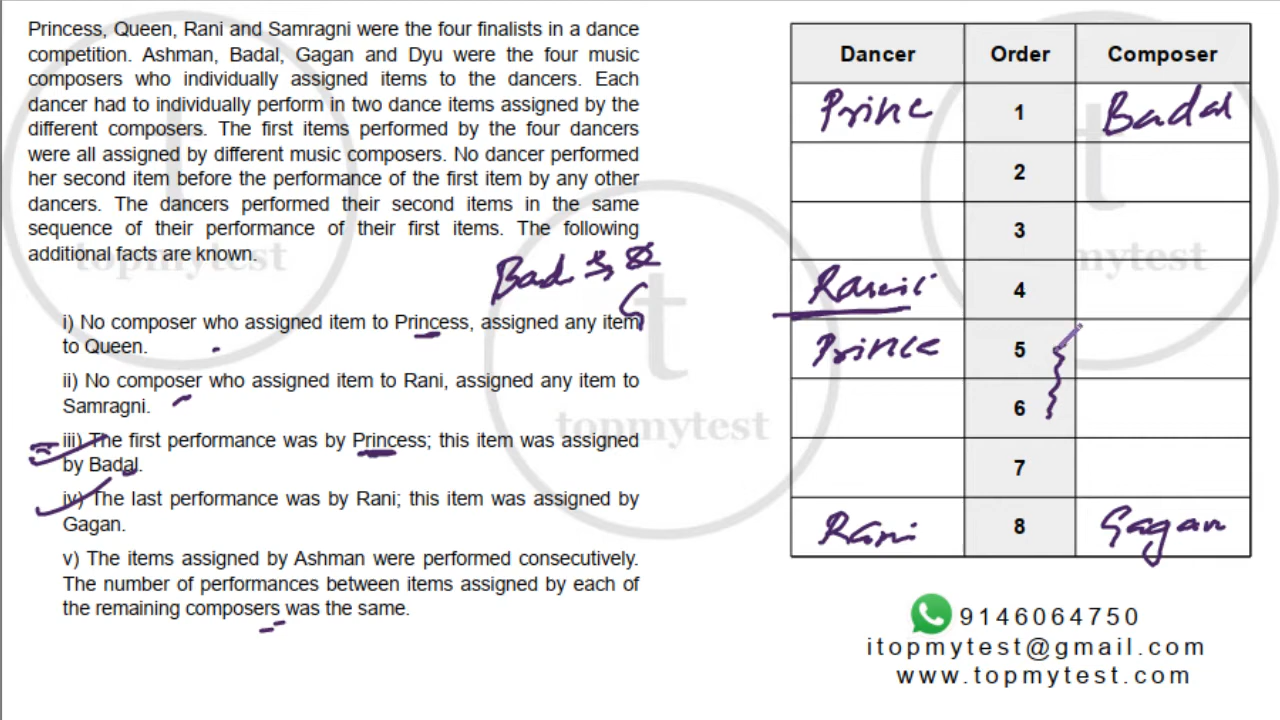 Princess, Queen, Rani and Samragni were the four finalists in a dance
competition. Ashman, Badal, Gagan and Dyu were the four music
composers who individually assigned items to the dancers. Each
dancer had to individually perform in two dance items assigned by the
different composers. The first items performed by the four dancers
were all assigned by different music composers. No dancer performed
her second item before the performance of the first item by any other
dancers. The dancers performed their second items in the same
sequence of their performance of their first items. The following
additional facts are known.
Bad
G
i) No composer who assigned item to Princess, assigned any item
to Queen.
ii) No composer who assigned item to Rani, assigned any item to
Samragni.
iii) The first performance was by Princess; this item was assigned
by Badal.
iv) The last performance was by Rani; this item was assigned by
Gagan.
v) The items assigned by Ashman were performed consecutively.
The number of performances between items assigned by each of
the remaining composers was the same.
Dancer Order Composer
Princ 1 Badal
2
3
4
Prince 5
6
7
Rani 8 Gagan
9146064750
itopmytest@gmail.com
www.topmytest.com
t
topmytest
t
topmytest
t
mytest